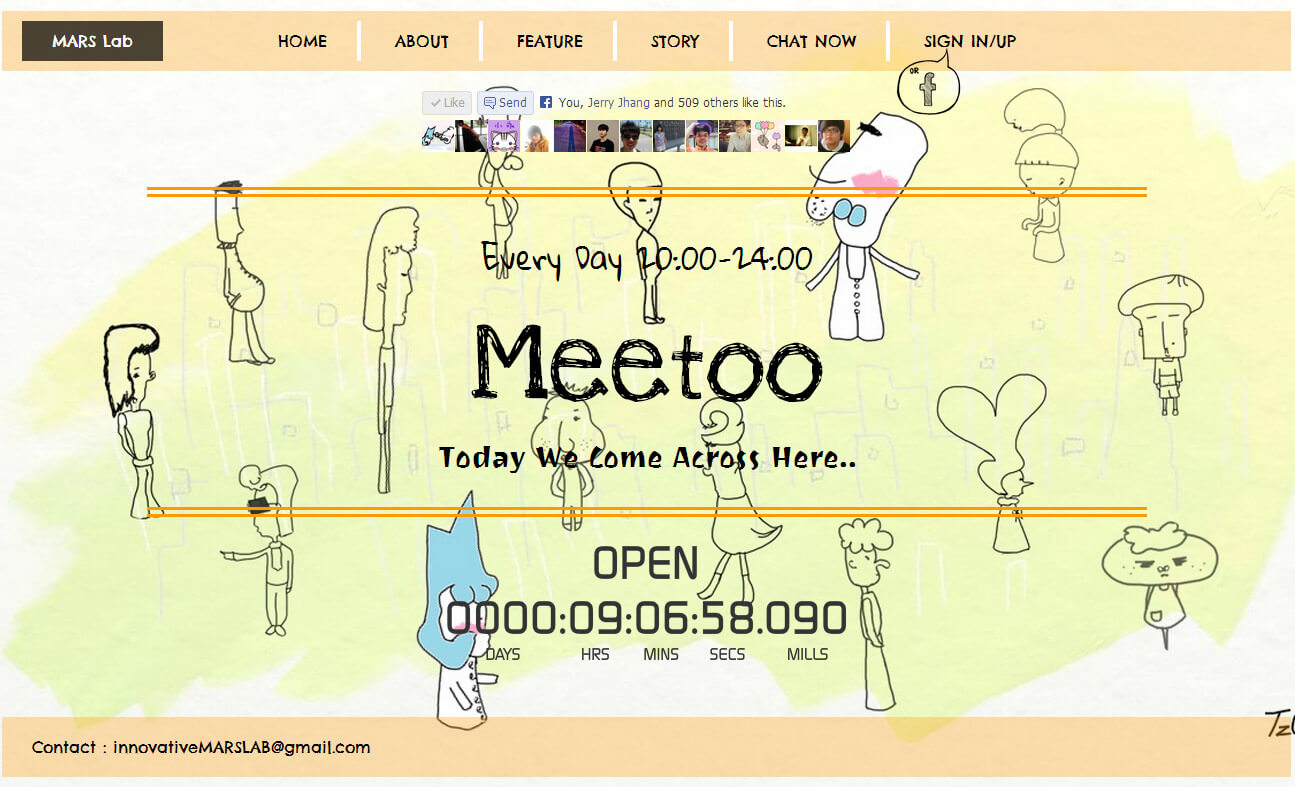 MARS Lab HOME ABOUT FEATURE STORY CHAT NOW SIGN IN/UP
OR
f
Like Send You, Jerry Jhang and 509 others like this.
Every Day 20:00-24:00
Meetoo
Today We Come Across Here..
OPEN
0000:09:06:58.090
DAYS HRS MINS SECS MILLS
Contact : innovativeMARSLAB@gmail.com